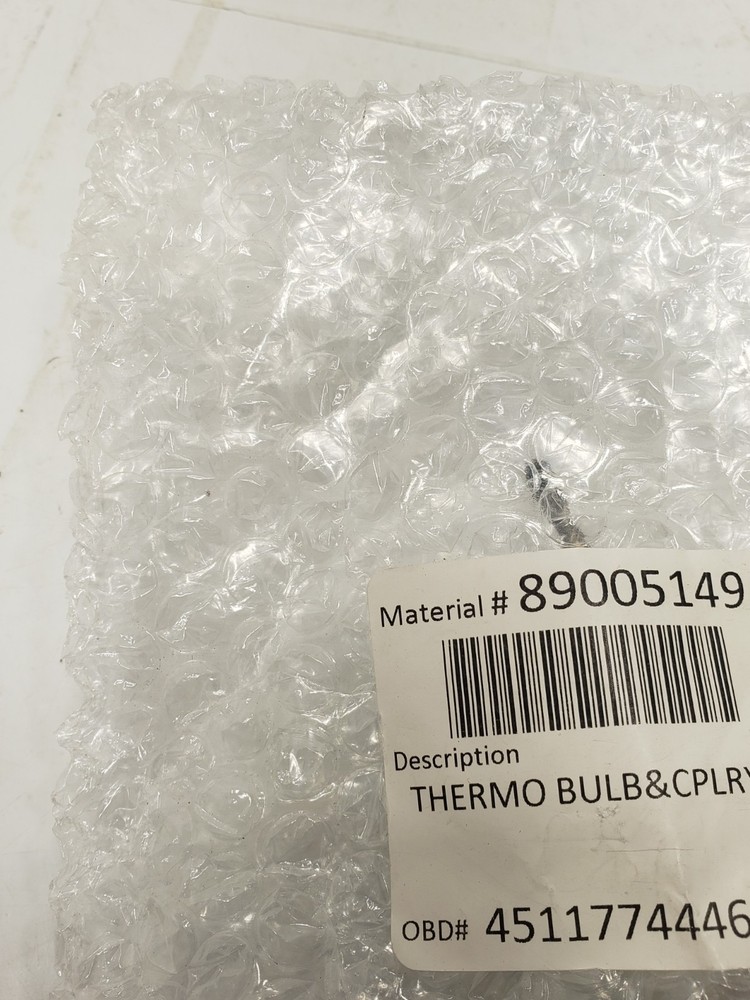 Material # 89005149
Description
THERMO BULB&CPLRY
OBD# 4511774446